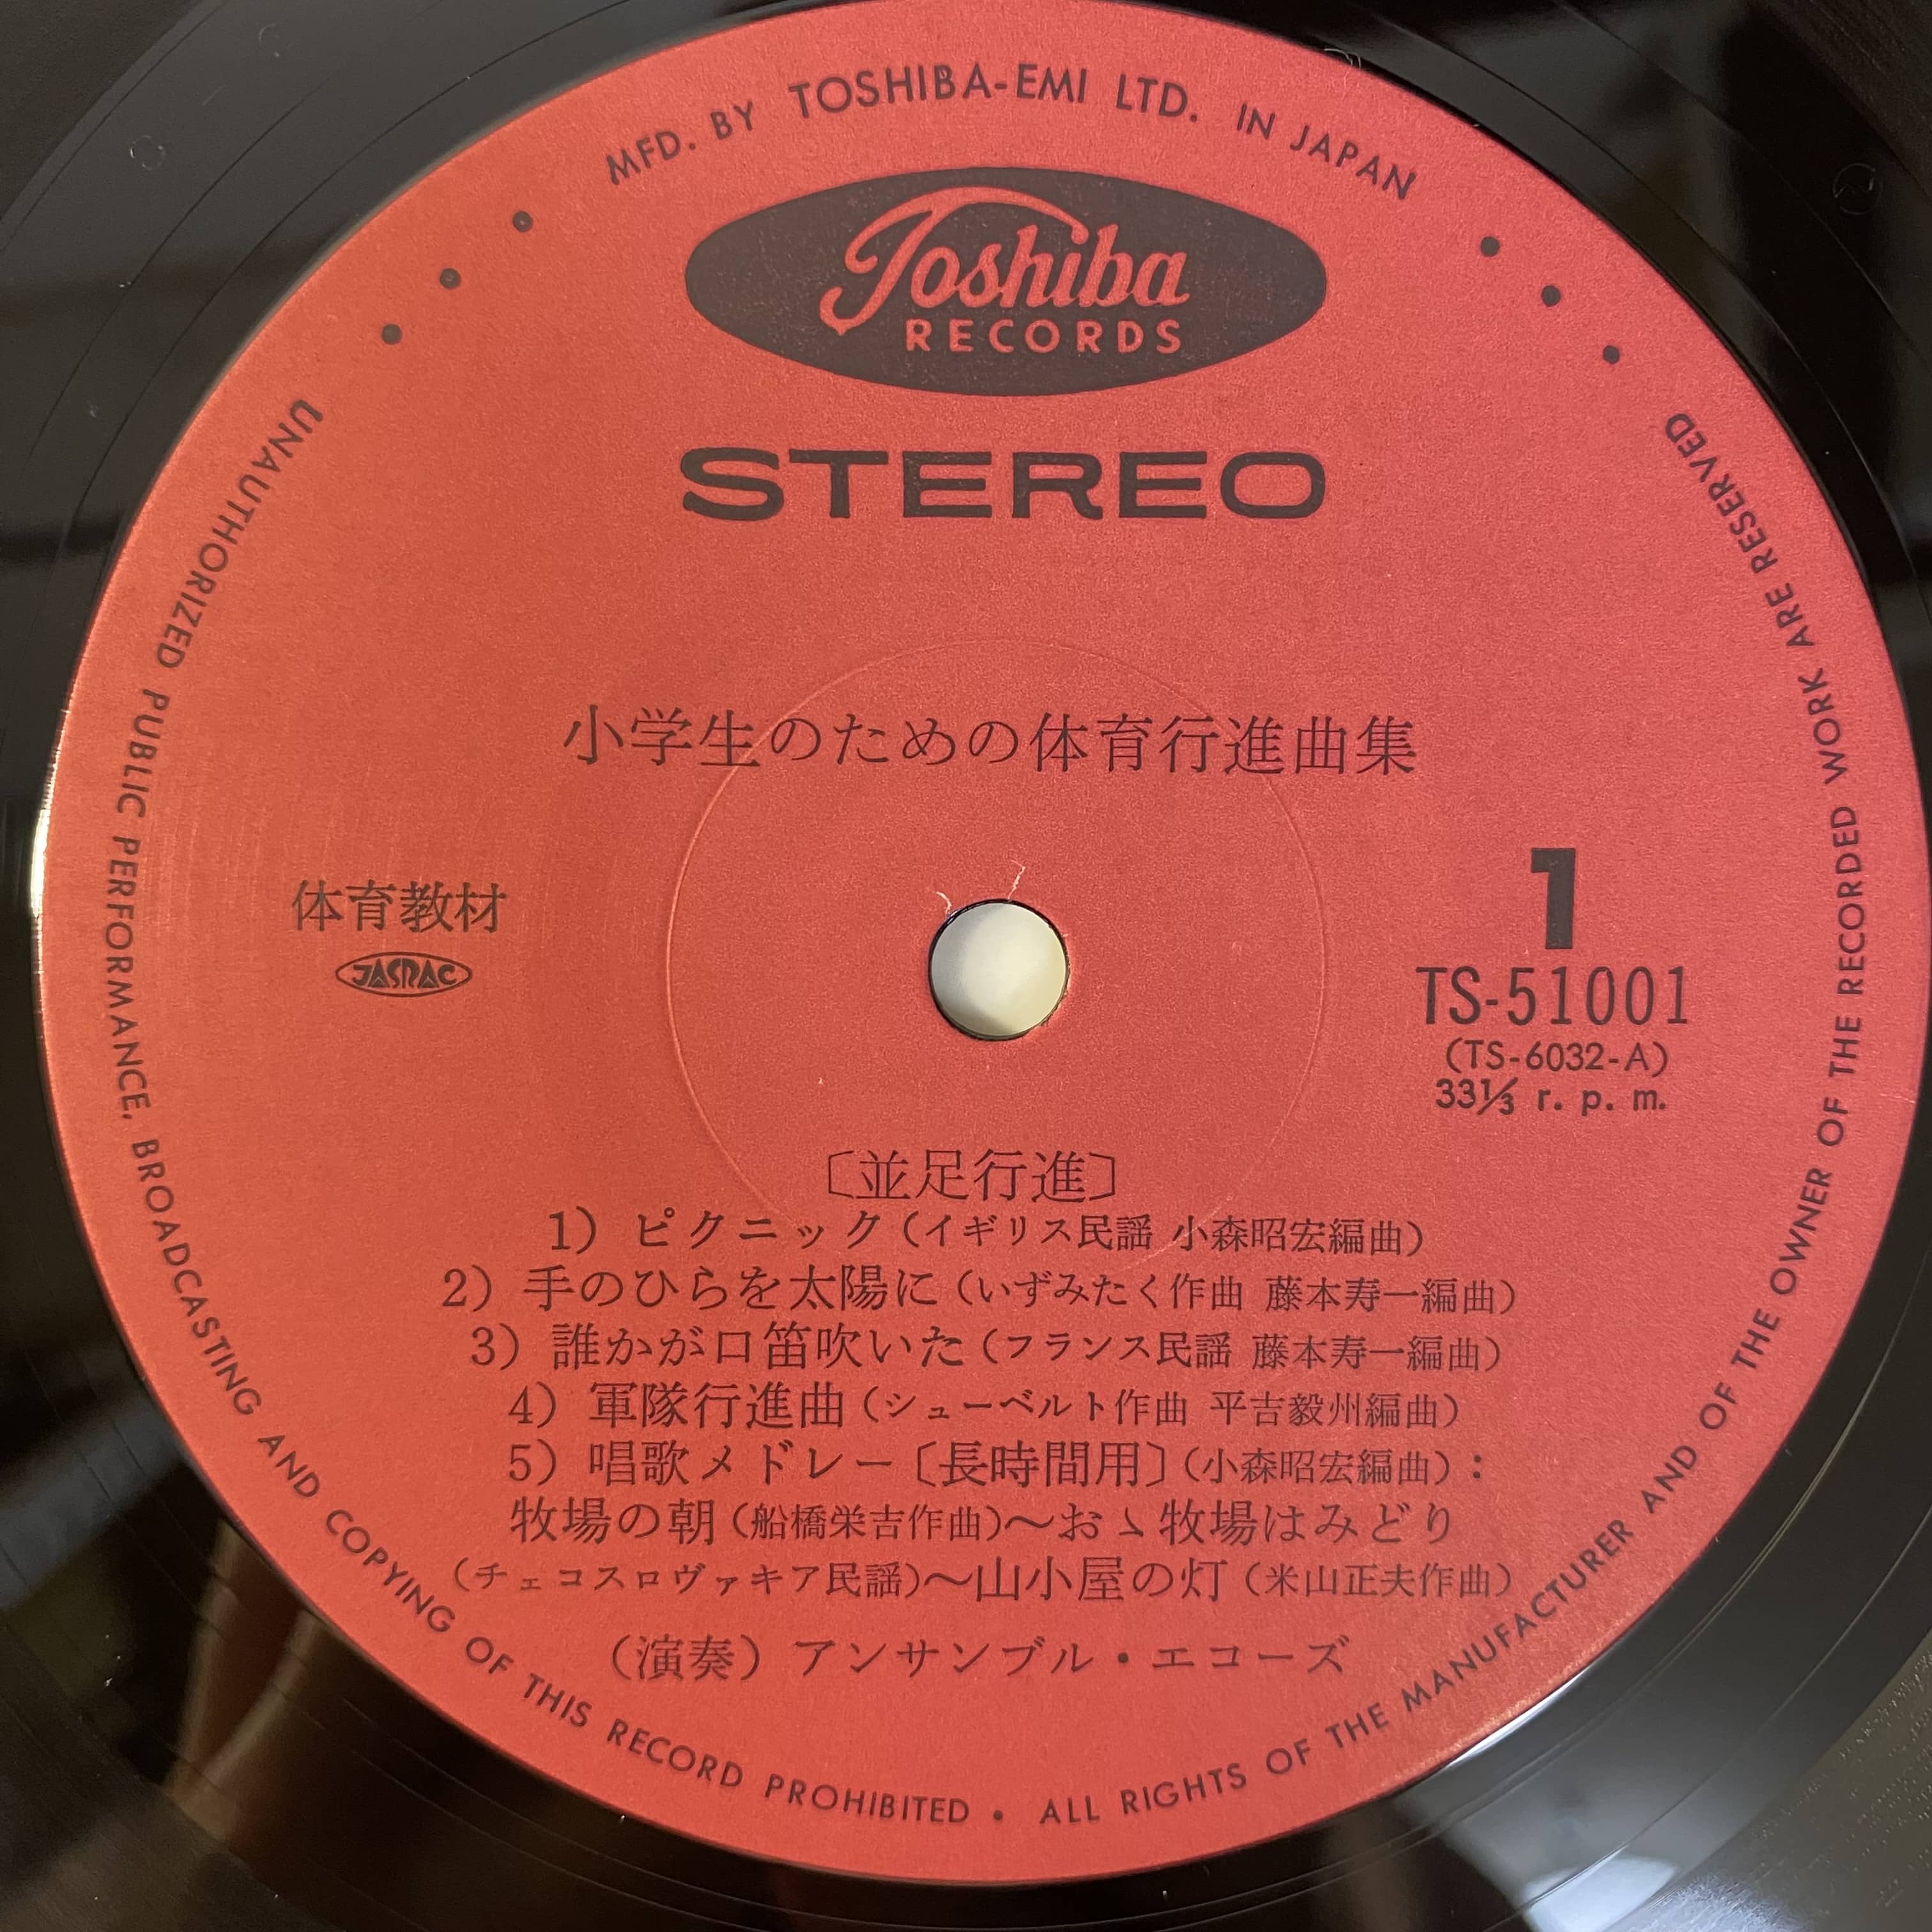 MFD. BY TOSHIBA-EMI LTD. IN JAPAN
Toshiba
RECORDS
STEREO
小学生のための体育行進曲集
体育教材
JASRAC
1
TS-51001
(TS-6032-A)
33⅓ r. p. m.
〔並足行進〕
1) ピクニック（イギリス民謡 小森昭宏編曲）
2) 手のひらを太陽に（いずみたく作曲 藤本寿一編曲）
3) 誰かが口笛吹いた（フランス民謡 藤本寿一編曲）
4) 軍隊行進曲（シューベルト作曲 平吉毅州編曲）
5) 唱歌メドレー〔長時間用〕（小森昭宏編曲）：
牧場の朝（船橋栄吉作曲）～おゝ牧場はみどり
（チェコスロヴァキア民謡）～山小屋の灯（米山正夫作曲）
（演奏）アンサンブル・エコーズ
UNAUTHORIZED PUBLIC PERFORMANCE, BROADCASTING AND COPYING OF THIS RECORD PROHIBITED • ALL RIGHTS OF THE MANUFACTURER AND OF THE OWNER OF THE RECORDED WORK ARE RESERVED